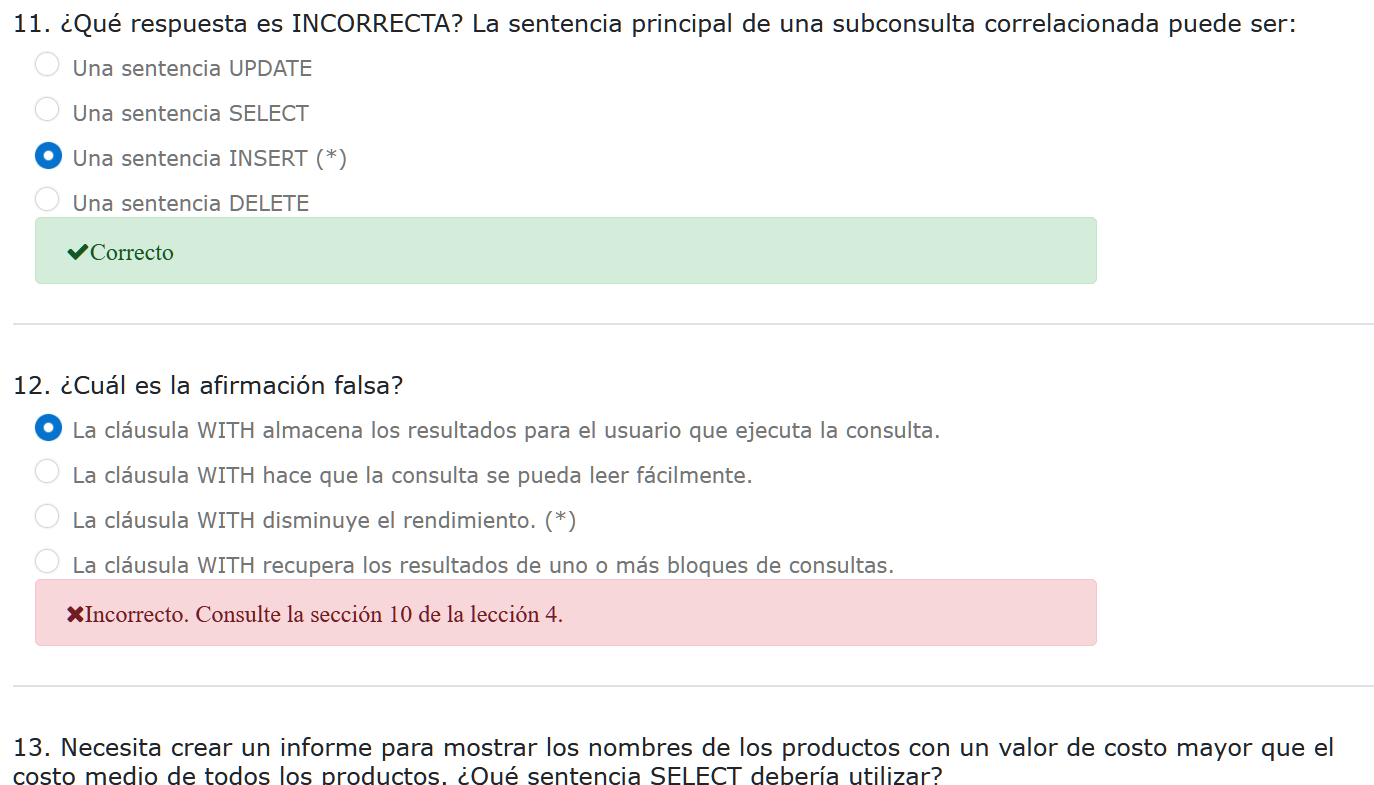 11. ¿Qué respuesta es INCORRECTA? La sentencia principal de una subconsulta correlacionada puede ser:
Una sentencia UPDATE
Una sentencia SELECT
Una sentencia INSERT (*)
Una sentencia DELETE
Correcto
12. ¿Cuál es la afirmación falsa?
La cláusula WITH almacena los resultados para el usuario que ejecuta la consulta.
La cláusula WITH hace que la consulta se pueda leer fácilmente.
La cláusula WITH disminuye el rendimiento. (*)
La cláusula WITH recupera los resultados de uno o más bloques de consultas.
Incorrecto. Consulte la sección 10 de la lección 4.
13. Necesita crear un informe para mostrar los nombres de los productos con un valor de costo mayor que el
costo medio de todos los productos. ¿Qué sentencia SELECT debería utilizar?